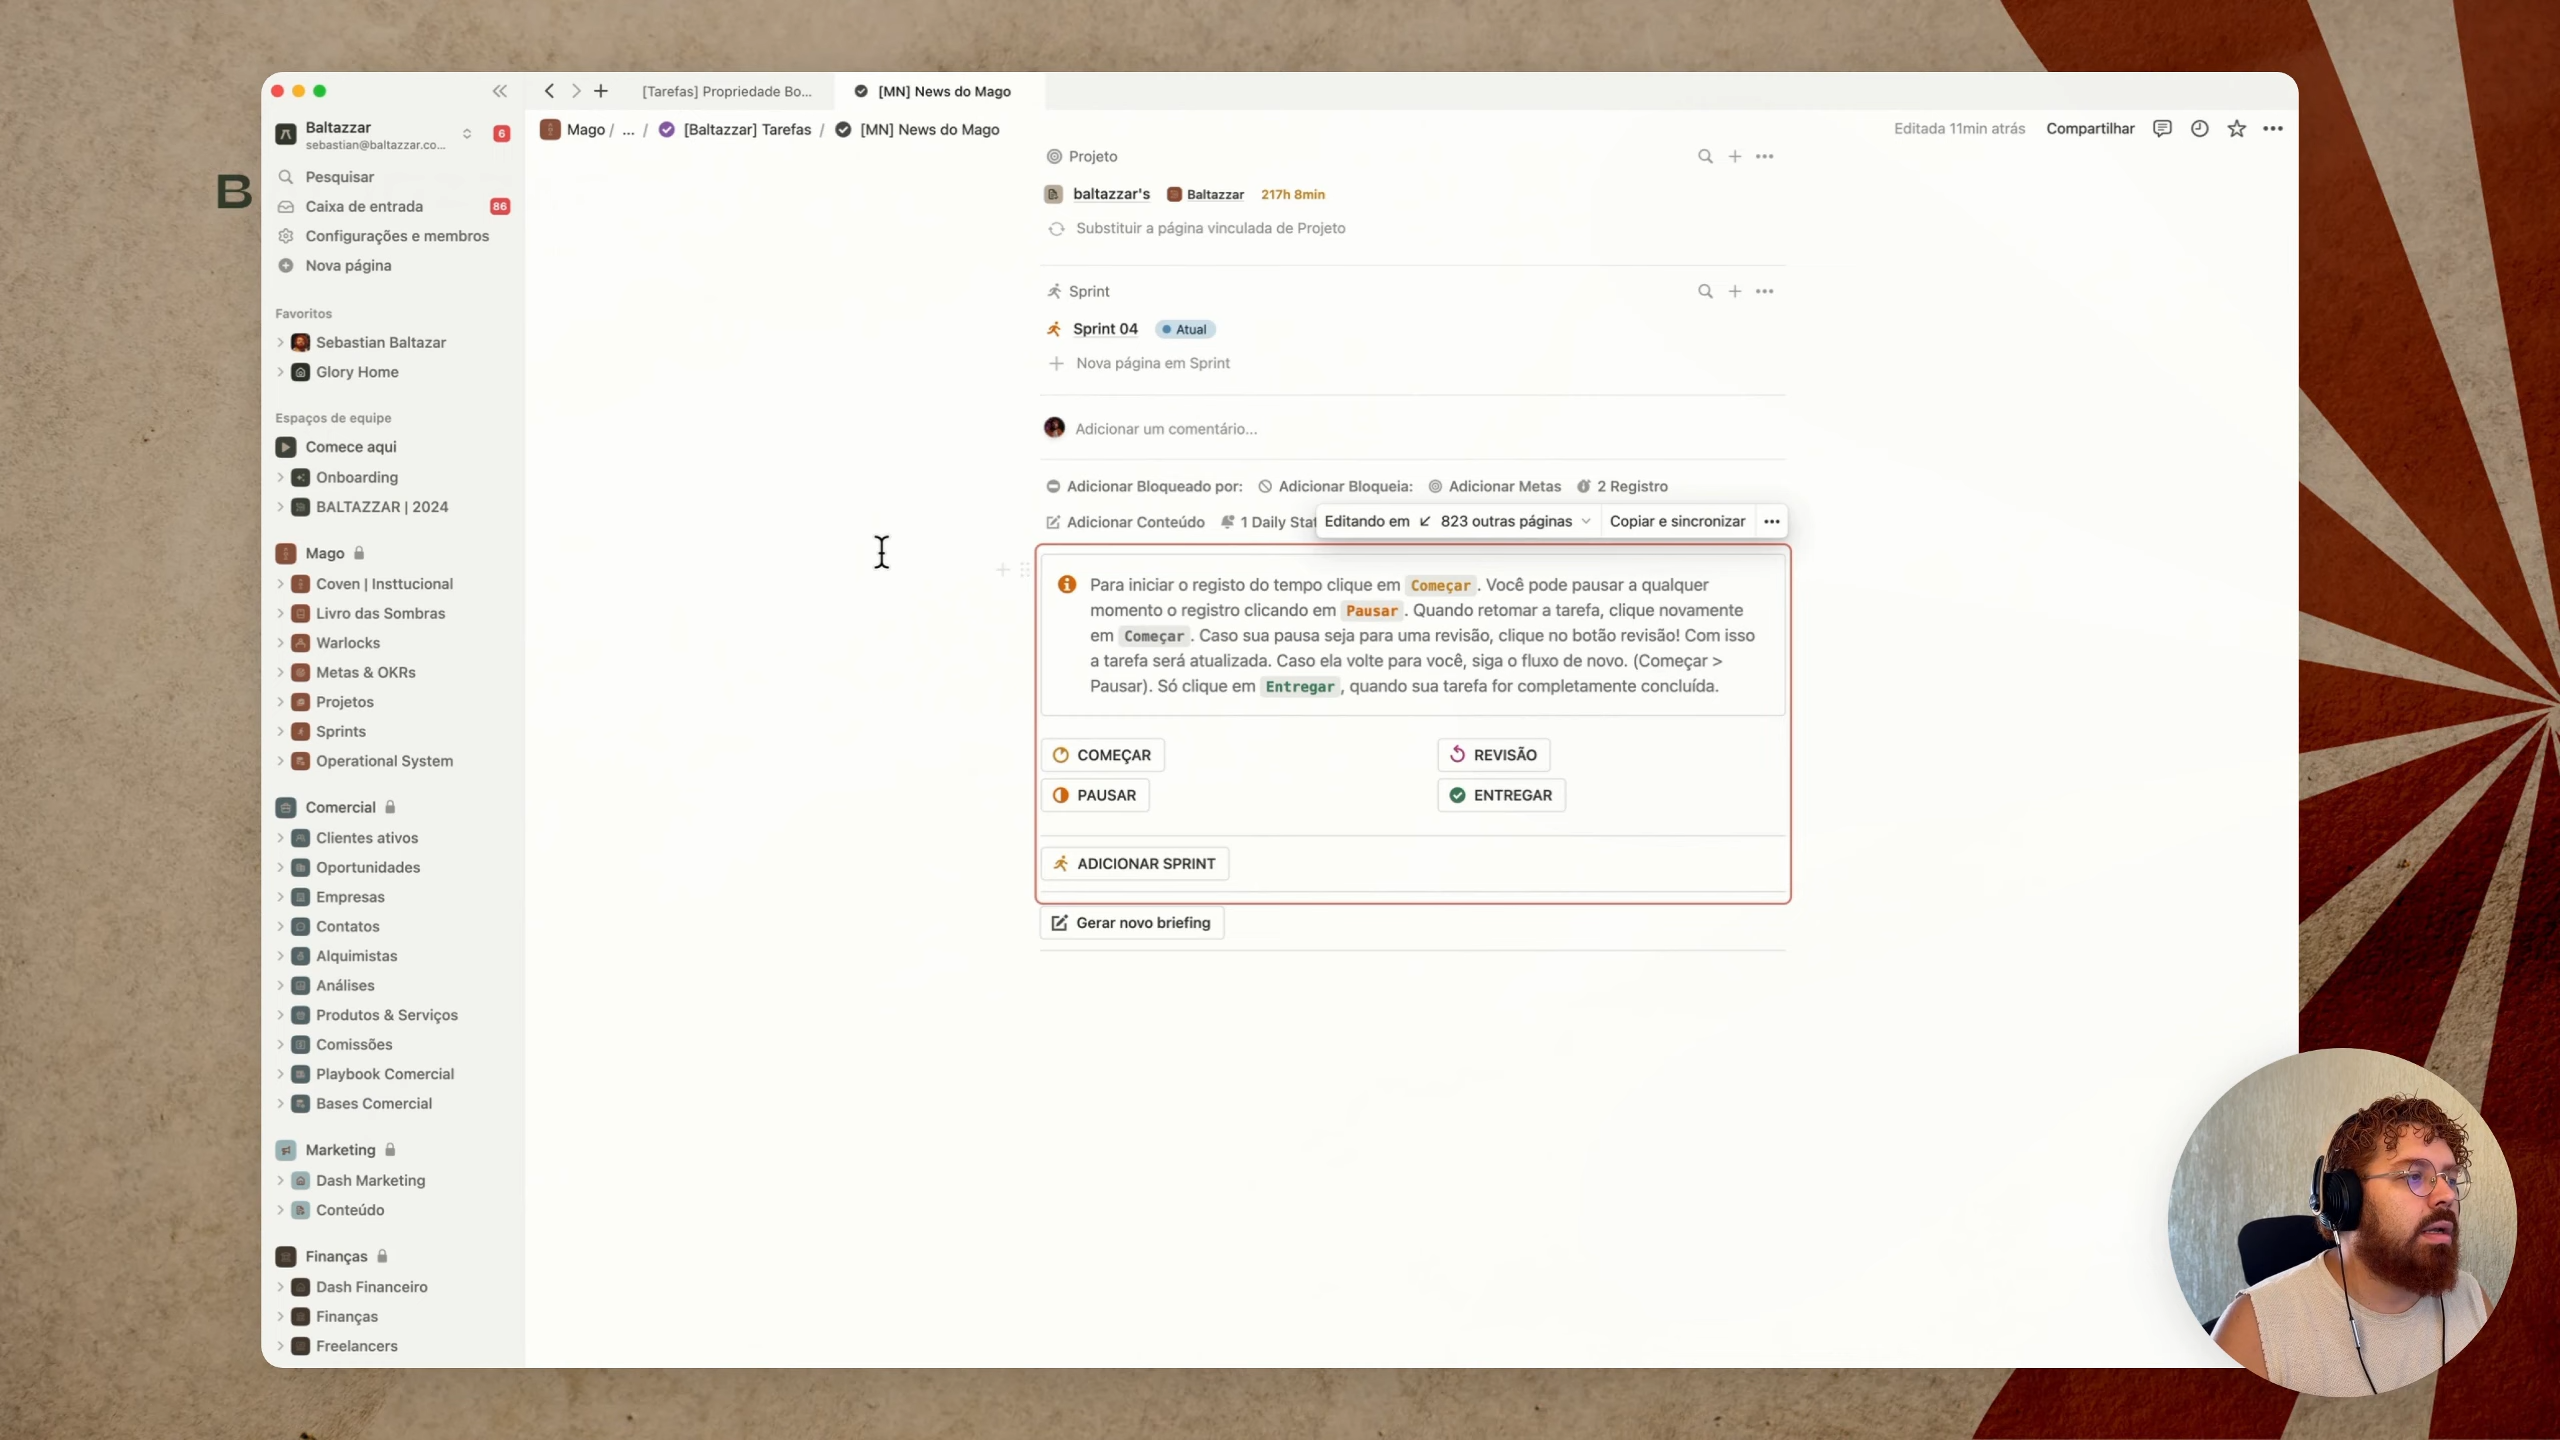 B
Baltazzar
sebastian@baltazzar.co...
6
Pesquisar
Caixa de entrada
86
Configurações e membros
Nova página
Favoritos
Sebastian Baltazar
Glory Home
Espaços de equipe
Comece aqui
Onboarding
BALTAZZAR | 2024
Mago
Coven | Insttucional
Livro das Sombras
Warlocks
Metas & OKRs
Projetos
Sprints
Operational System
Comercial
Clientes ativos
Oportunidades
Empresas
Contatos
Alquimistas
Análises
Produtos & Serviços
Comissões
Playbook Comercial
Bases Comercial
Marketing
Dash Marketing
Conteúdo
Finanças
Dash Financeiro
Finanças
Freelancers
[Tarefas] Propriedade Bo...
[MN] News do Mago
Mago / ... / [Baltazzar] Tarefas / [MN] News do Mago
Editada 11min atrás
Compartilhar
Projeto
baltazzar's Baltazzar 217h 8min
Substituir a página vinculada de Projeto
Sprint
Sprint 04 Atual
Nova página em Sprint
Adicionar um comentário...
Adicionar Bloqueado por: Adicionar Bloqueia: Adicionar Metas 2 Registro
Adicionar Conteúdo 1 Daily Sta
Editando em 823 outras páginas Copiar e sincronizar
Para iniciar o registo do tempo clique em Começar. Você pode pausar a qualquer
momento o registro clicando em Pausar. Quando retomar a tarefa, clique novamente
em Começar. Caso sua pausa seja para uma revisão, clique no botão revisão! Com isso
a tarefa será atualizada. Caso ela volte para você, siga o fluxo de novo. (Começar >
Pausar). Só clique em Entregar, quando sua tarefa for completamente concluída.
COMEÇAR
REVISÃO
PAUSAR
ENTREGAR
ADICIONAR SPRINT
Gerar novo briefing